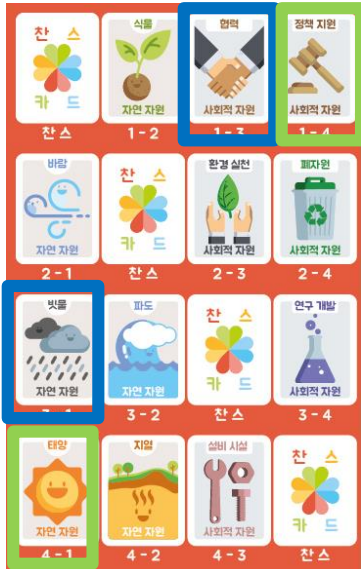 찬 스
카 드
찬 스
식물
자연 자원
1 - 2
협력
사회적 자원
1 - 3
정책 지원
사회적 자원
1 - 4
바람
자연 자원
2 - 1
찬 스
카 드
찬 스
환경 실천
사회적 자원
2 - 3
폐자원
사회적 자원
2 - 4
빗물
자연 자원
3 - 1
파도
자연 자원
3 - 2
찬 스
카 드
찬 스
연구 개발
사회적 자원
3 - 4
태양
자연 자원
4 - 1
지열
자연 자원
4 - 2
설비 시설
사회적 자원
4 - 3
찬 스
카 드
찬 스